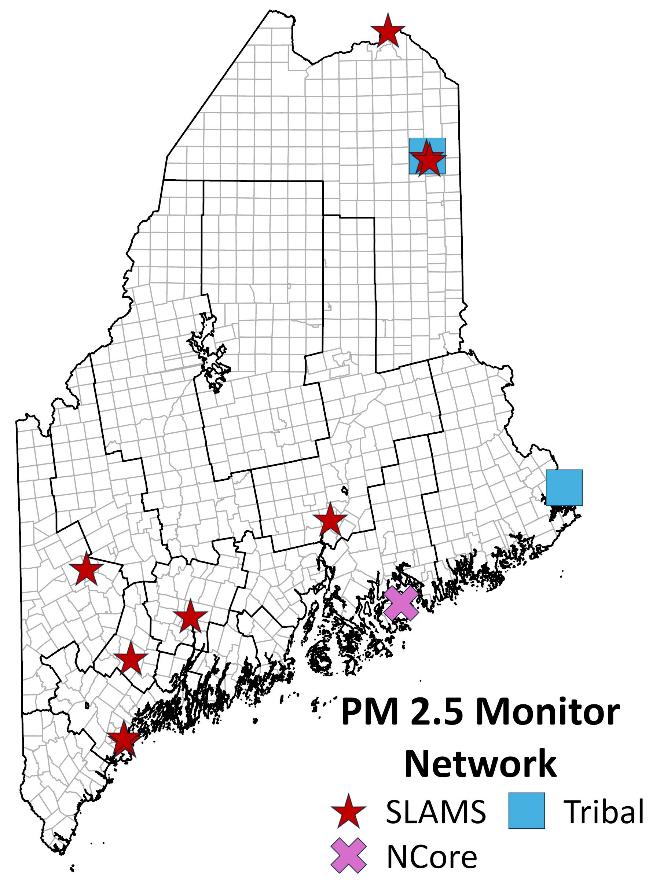 PM 2.5 Monitor
Network
SLAMS Tribal
NCore